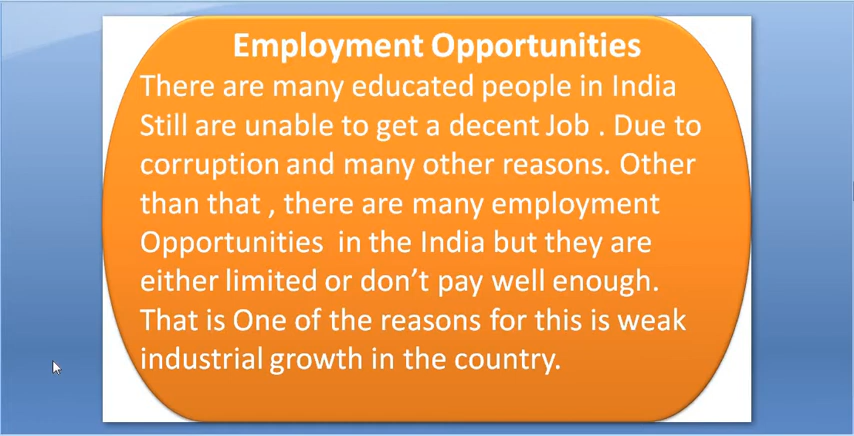 Employment Opportunities
There are many educated people in India
Still are unable to get a decent Job . Due to
corruption and many other reasons. Other
than that , there are many employment
Opportunities  in the India but they are
either limited or don’t pay well enough.
That is One of the reasons for this is weak
industrial growth in the country.